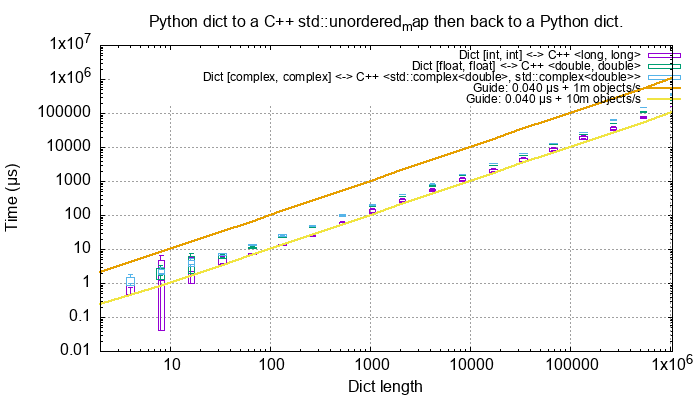 Python dict to a C++ std::unordered_map then back to a Python dict.
Dict [int, int] <-> C++ <long, long>
Dict [float, float] <-> C++ <double, double>
Dict [complex, complex] <-> C++ <std::complex<double>, std::complex<double>>
Guide: 0.040 µs + 1m objects/s
Guide: 0.040 µs + 10m objects/s
1x10^7
1x10^6
100000
10000
1000
100
10
1
0.1
0.01
Time (µs)
10 100 1000 10000 100000 1x10^6
Dict length